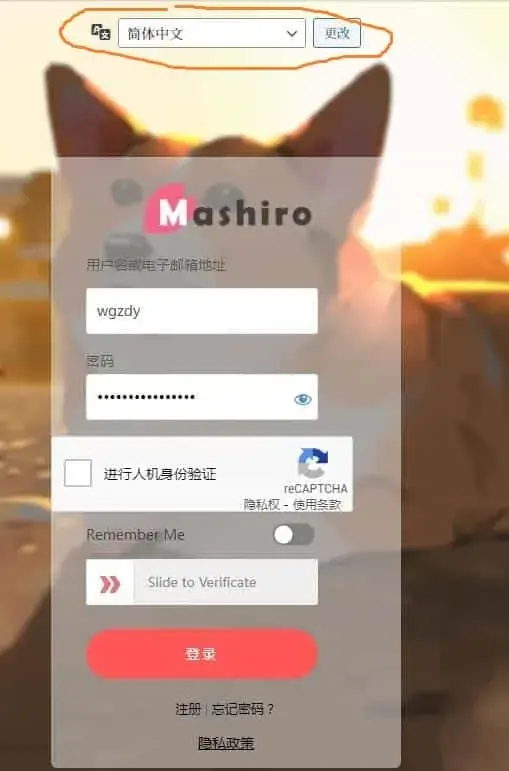 简体中文 更改
Mashiro
用户名或电子邮箱地址
wgzdy
密码
进行人机身份验证
reCAPTCHA
隐私权 - 使用条款
Remember Me
Slide to Verificate
登录
注册 | 忘记密码？
隐私政策